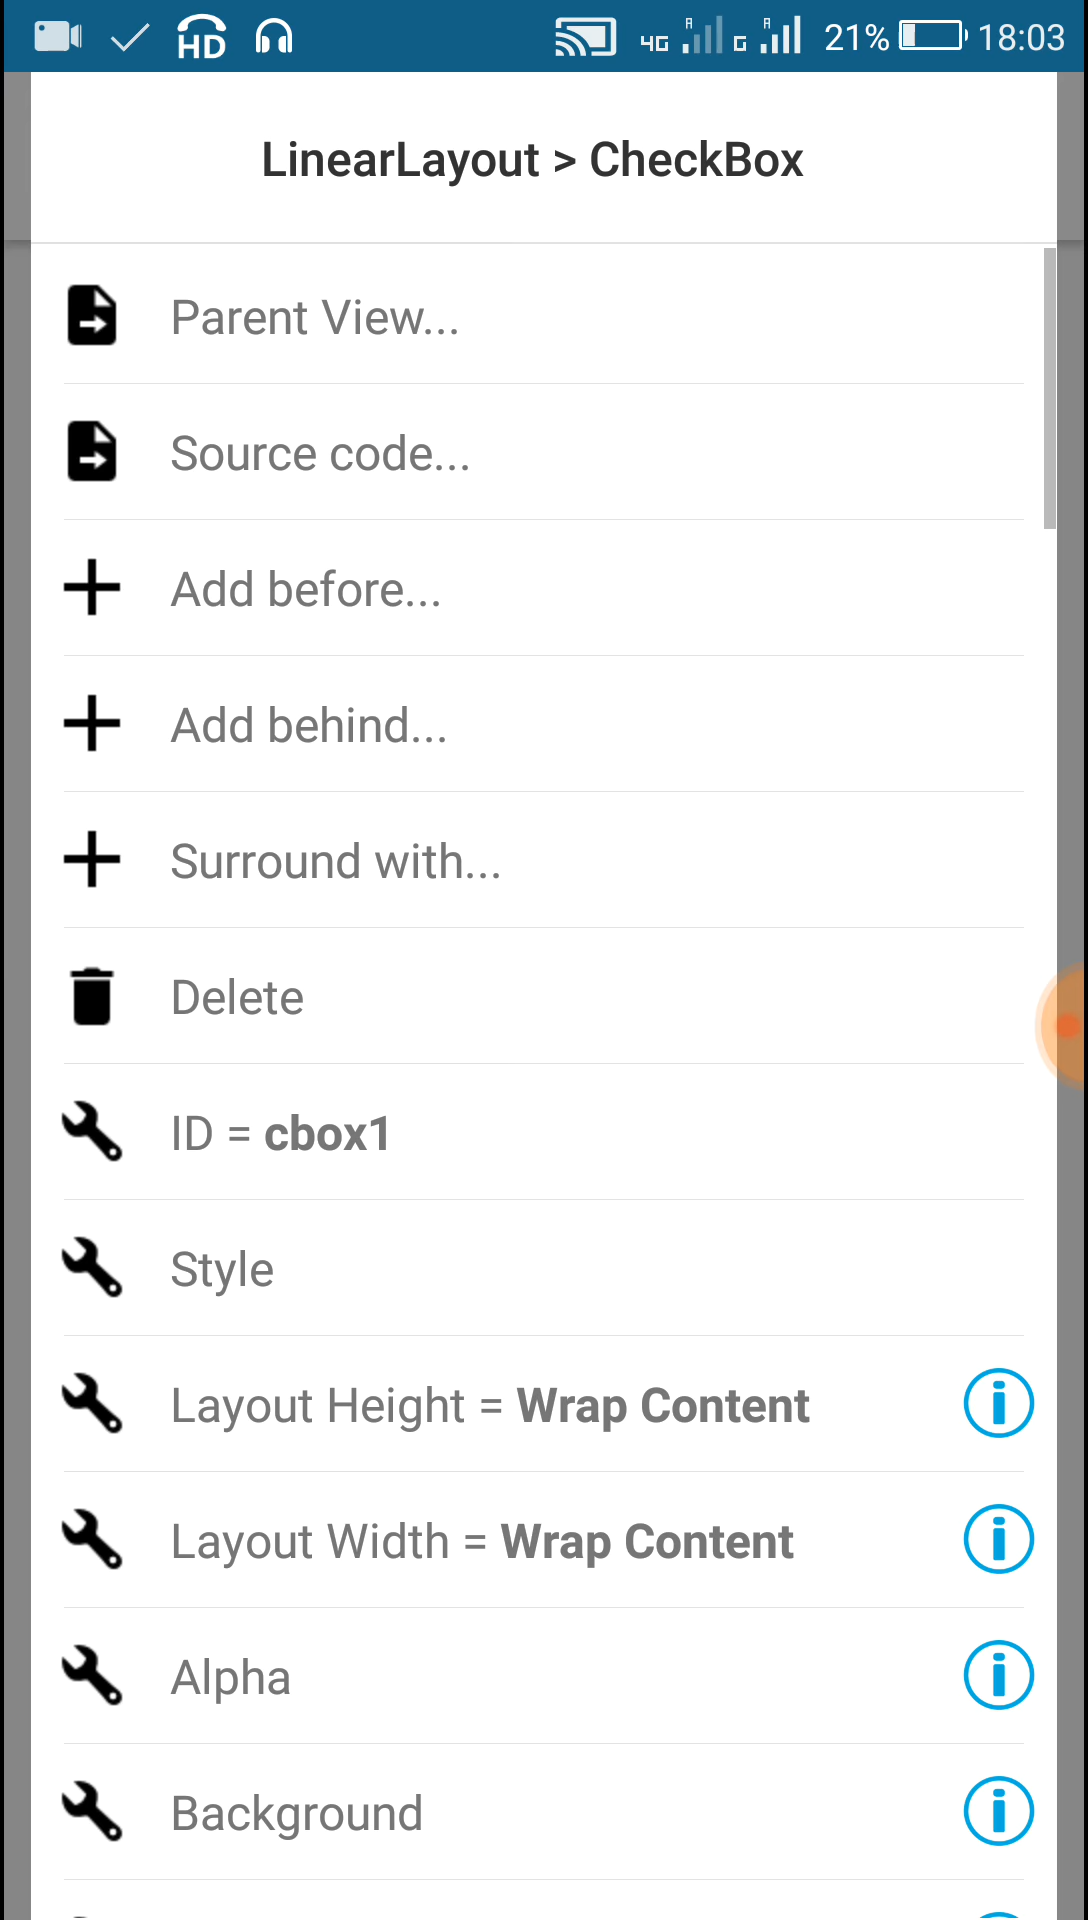 HD 4G R G R 21% 18:03
LinearLayout > CheckBox
Parent View...
Source code...
Add before...
Add behind...
Surround with...
Delete
ID = cbox1
Style
Layout Height = Wrap Content
Layout Width = Wrap Content
Alpha
Background